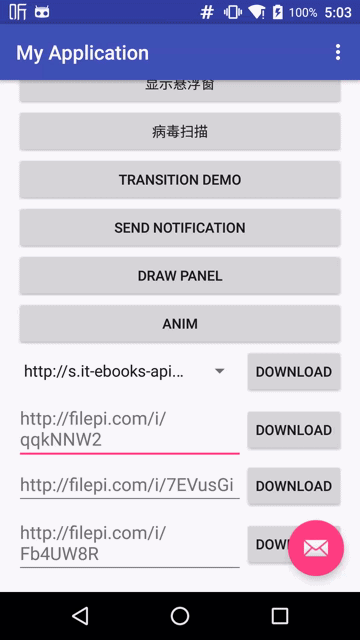 听 # 100% 5:03
My Application
显示悬浮窗
病毒扫描
TRANSITION DEMO
SEND NOTIFICATION
DRAW PANEL
ANIM
http://s.it-ebooks-api... DOWNLOAD
http://filepi.com/i/
qqkNNW2 DOWNLOAD
http://filepi.com/i/7EVusGi DOWNLOAD
http://filepi.com/i/
Fb4UW8R